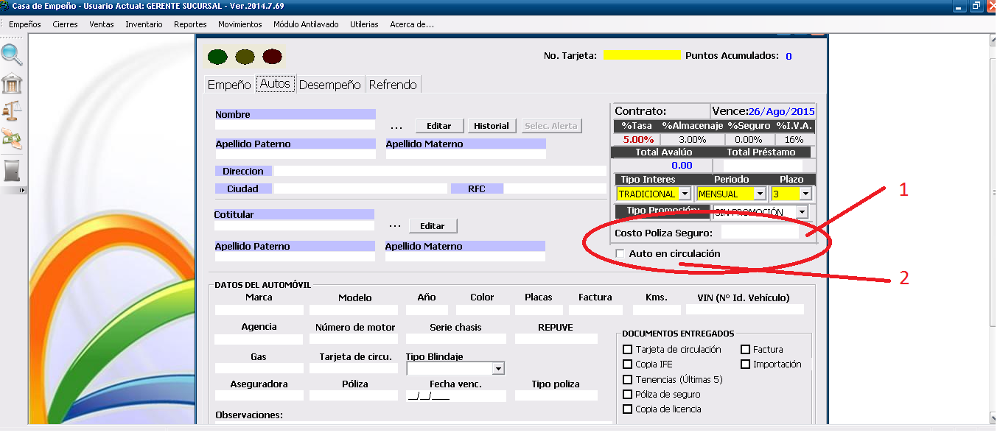 Casa de Empeño - Usuario Actual: GERENTE SUCURSAL - Ver.2014.7.69
Empeños Cierres Ventas Inventario Reportes Movimientos Módulo Antilavado Utilerias Acerca de...
No. Tarjeta: Puntos Acumulados: 0
Empeño Autos Desempeño Refrendo
Nombre
... Editar Historial Selec. Alerta
Apellido Paterno Apellido Materno
Direccion
Ciudad RFC
Cotitular
... Editar
Apellido Paterno Apellido Materno
Contrato: Vence:26/Ago/2015
%Tasa %Almacenaje %Seguro %I.V.A.
5.00% 3.00% 0.00% 16%
Total Avalúo Total Préstamo
0.00
Tipo Interes Periodo Plazo
TRADICIONAL MENSUAL 3
Tipo Promoción: SIN PROMOCIÓN
Costo Poliza Seguro:
Auto en circulación
1
2
DATOS DEL AUTOMÓVIL
Marca Modelo Año Color Placas Factura Kms. VIN (Nº Id. Vehículo)
Agencia Número de motor Serie chasis REPUVE
Gas Tarjeta de circu. Tipo Blindaje
Aseguradora Póliza Fecha venc. Tipo poliza
__/__/____
Observaciones:
DOCUMENTOS ENTREGADOS
Tarjeta de circulación Factura
Copia IFE Importación
Tenencias (Últimas 5)
Póliza de seguro
Copia de licencia